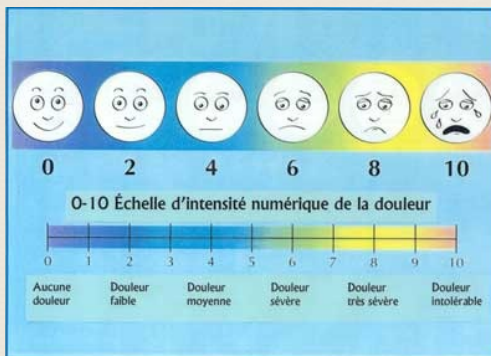 0 2 4 6 8 10
0-10 Échelle d'intensité numérique de la douleur
0 1 2 3 4 5 6 7 8 9 10
Aucune Douleur Douleur Douleur Douleur Douleur
douleur faible moyenne sévère très sévère intolérable